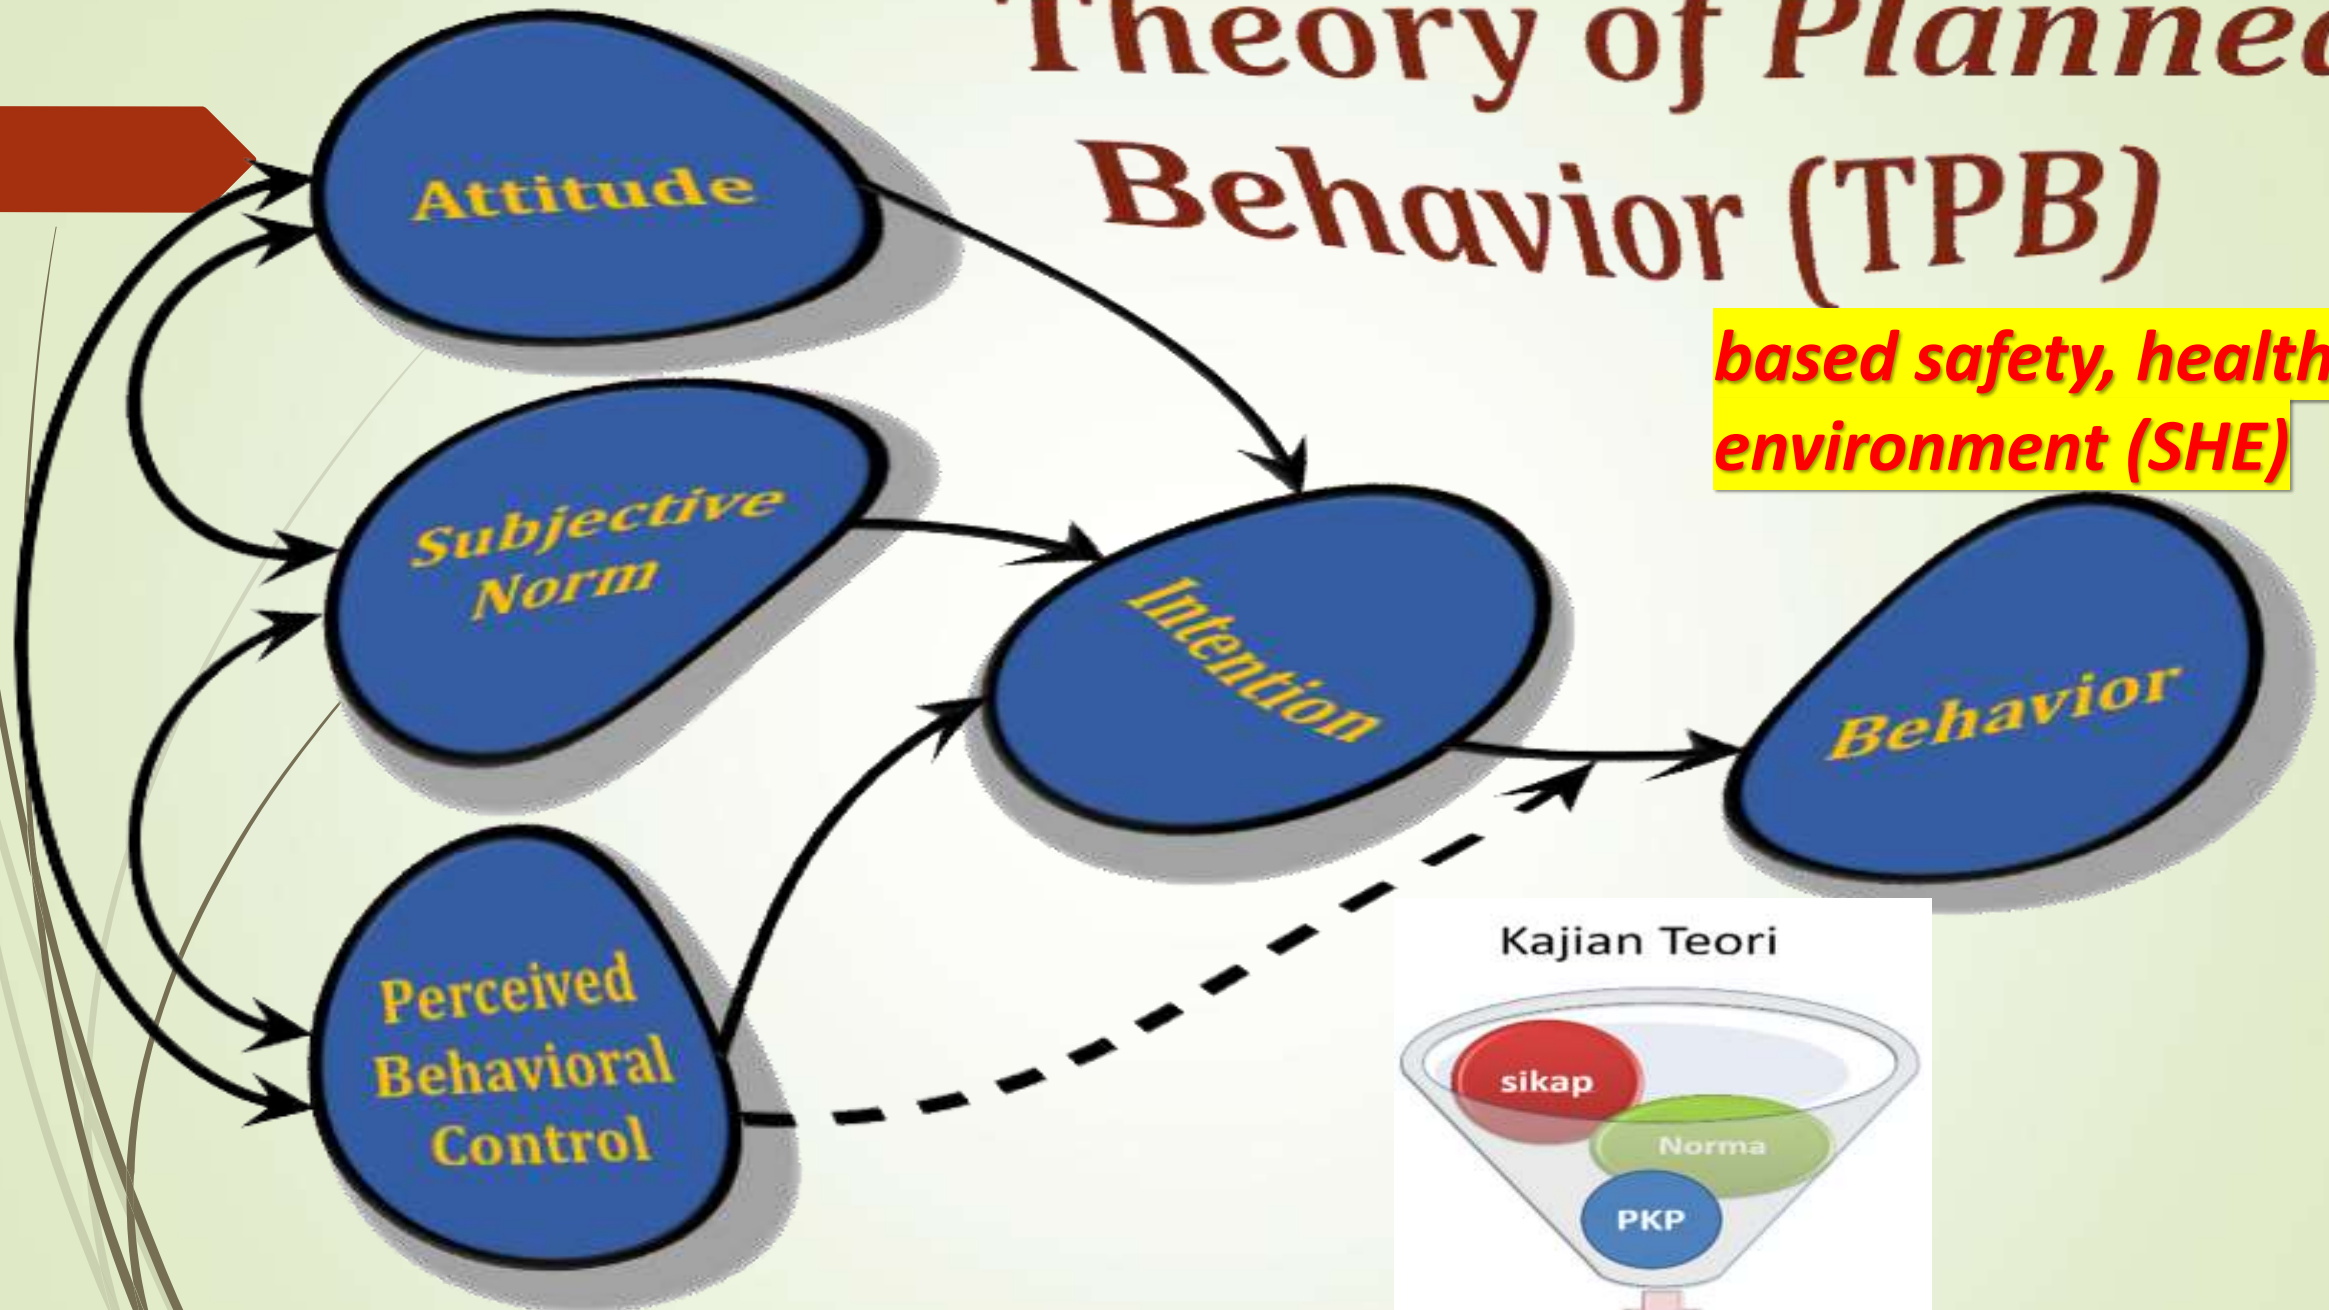 Theory of Planned
Behavior (TPB)
based safety, health
environment (SHE)
Attitude
Subjective
Norm
Intention
Behavior
Perceived
Behavioral
Control
Kajian Teori
sikap
Norma
PKP